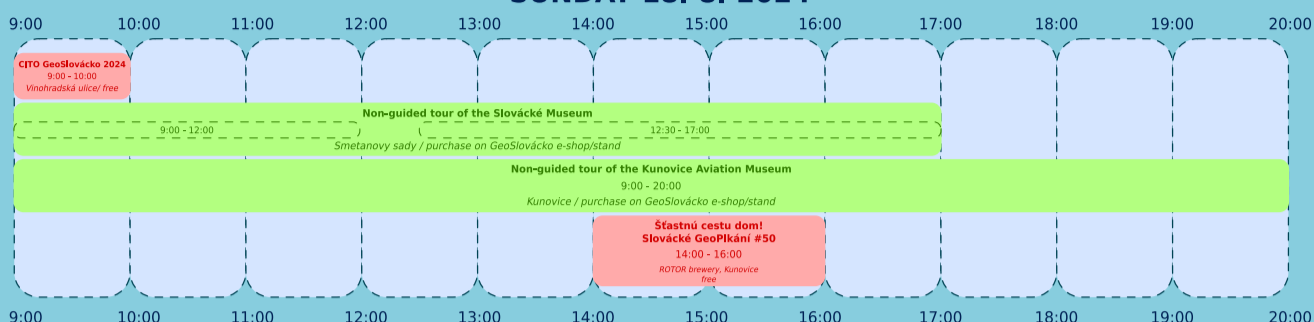 9:00 10:00 11:00 12:00 13:00 14:00 15:00 16:00 17:00 18:00 19:00 20:00
CITO GeoSlovácko 2024
9:00 - 10:00
Vinohradská ulice/ free
Non-guided tour of the Slovácké Museum
9:00 - 12:00 12:30 - 17:00
Smetanovy sady / purchase on GeoSlovácko e-shop/stand
Non-guided tour of the Kunovice Aviation Museum
9:00 - 20:00
Kunovice / purchase on GeoSlovácko e-shop/stand
Šťastnú cestu dom!
Slovácké GeoPlkání #50
14:00 - 16:00
ROTOR brewery, Kunovice
free
9:00 10:00 11:00 12:00 13:00 14:00 15:00 16:00 17:00 18:00 19:00 20:00